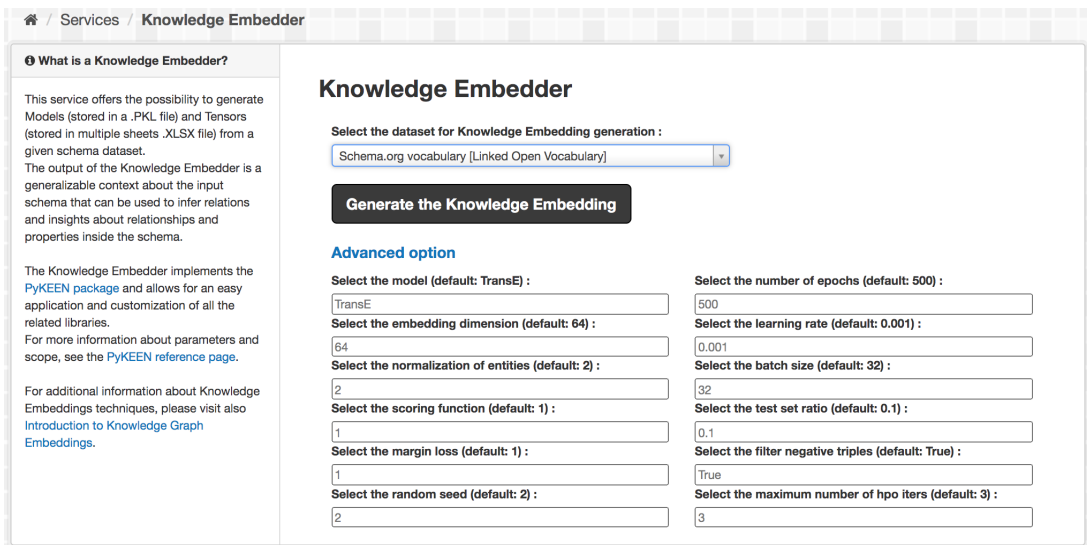 / Services / Knowledge Embedder
What is a Knowledge Embedder?
This service offers the possibility to generate
Models (stored in a .PKL file) and Tensors
(stored in multiple sheets .XLSX file) from a
given schema dataset.
The output of the Knowledge Embedder is a
generalizable context about the input
schema that can be used to infer relations
and insights about relationships and
properties inside the schema.
The Knowledge Embedder implements the
PyKEEN package and allows for an easy
application and customization of all the
related libraries.
For more information about parameters and
scope, see the PyKEEN reference page.
For additional information about Knowledge
Embeddings techniques, please visit also
Introduction to Knowledge Graph
Embeddings.
Knowledge Embedder
Select the dataset for Knowledge Embedding generation :
Schema.org vocabulary [Linked Open Vocabulary]
Generate the Knowledge Embedding
Advanced option
Select the model (default: TransE) :
TransE
Select the embedding dimension (default: 64) :
64
Select the normalization of entities (default: 2) :
2
Select the scoring function (default: 1) :
1
Select the margin loss (default: 1) :
1
Select the random seed (default: 2) :
2
Select the number of epochs (default: 500) :
500
Select the learning rate (default: 0.001) :
0.001
Select the batch size (default: 32) :
32
Select the test set ratio (default: 0.1) :
0.1
Select the filter negative triples (default: True) :
True
Select the maximum number of hpo iters (default: 3) :
3